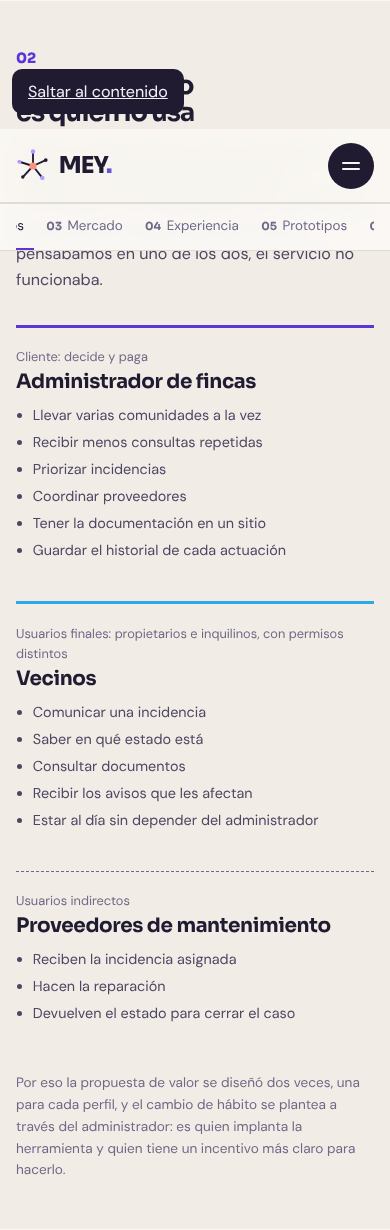 02
Saltar al contenido
es quien lo usa
MEY.
03 Mercado 04 Experiencia 05 Prototipos
pensábamos en uno de los dos, el servicio no
funcionaba.
Cliente: decide y paga
Administrador de fincas
• Llevar varias comunidades a la vez
• Recibir menos consultas repetidas
• Priorizar incidencias
• Coordinar proveedores
• Tener la documentación en un sitio
• Guardar el historial de cada actuación
Usuarios finales: propietarios e inquilinos, con permisos
distintos
Vecinos
• Comunicar una incidencia
• Saber en qué estado está
• Consultar documentos
• Recibir los avisos que les afectan
• Estar al día sin depender del administrador
Usuarios indirectos
Proveedores de mantenimiento
• Reciben la incidencia asignada
• Hacen la reparación
• Devuelven el estado para cerrar el caso
Por eso la propuesta de valor se diseñó dos veces, una
para cada perfil, y el cambio de hábito se plantea a
través del administrador: es quien implanta la
herramienta y quien tiene un incentivo más claro para
hacerlo.